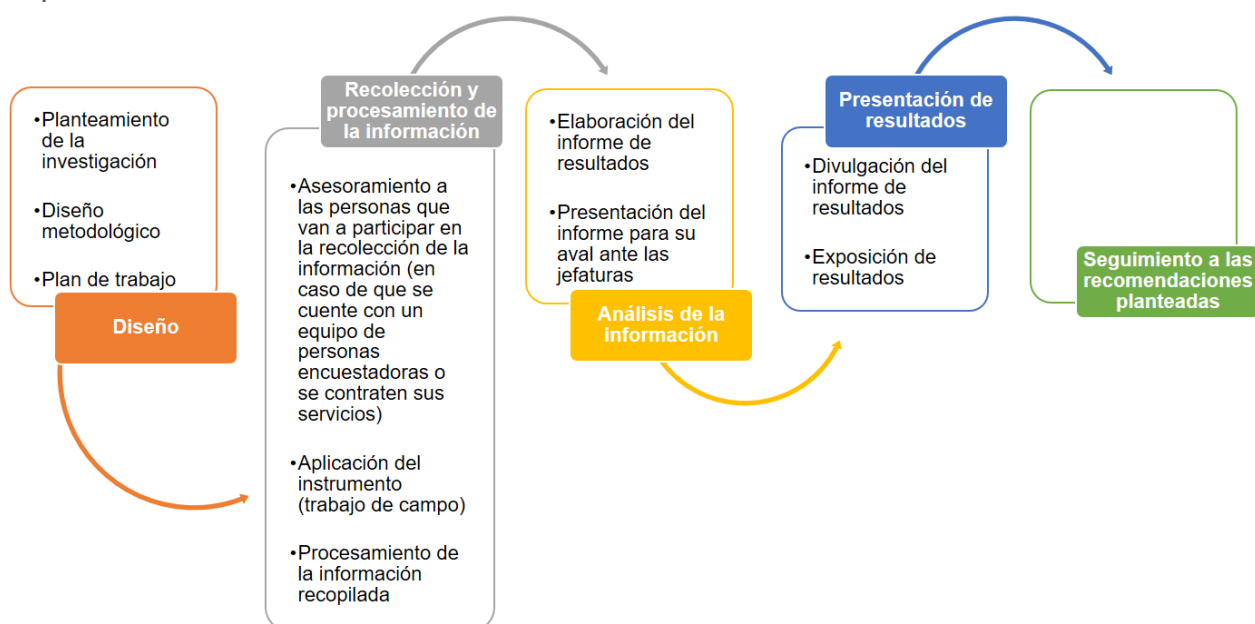 •Planteamiento
de la
investigación
•Diseño
metodológico
•Plan de trabajo
Diseño
Recolección y
procesamiento de
la información
•Asesoramiento a
las personas que
van a participar en
la recolección de la
información (en
caso de que se
cuente con un
equipo de
personas
encuestadoras o
se contraten sus
servicios)
•Aplicación del
instrumento
(trabajo de campo)
•Procesamiento de
la información
recopilada
•Elaboración del
informe de
resultados
•Presentación del
informe para su
aval ante las
jefaturas
Análisis de la
información
Presentación de
resultados
•Divulgación del
informe de
resultados
•Exposición de
resultados
Seguimiento a las
recomendaciones
planteadas